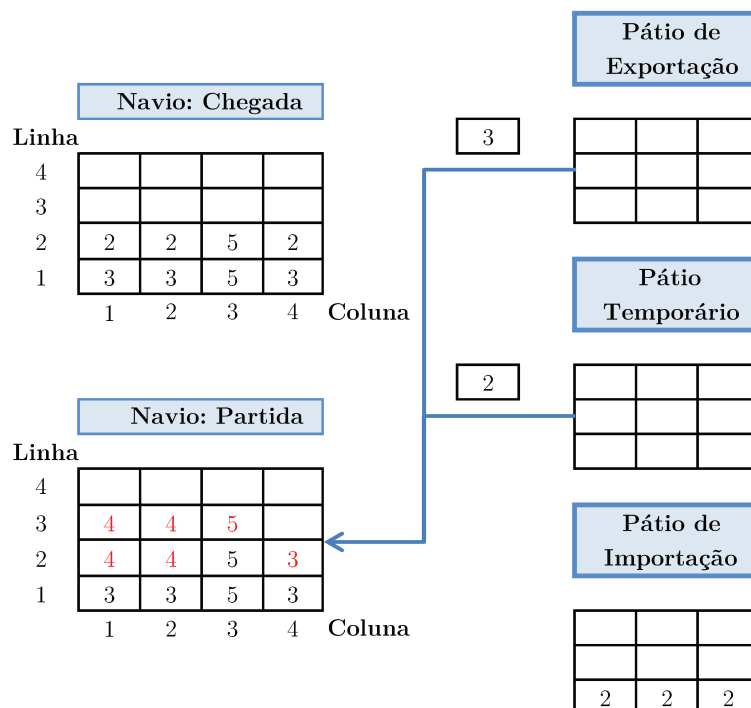 Navio: Chegada
Linha
4
3
2 2 2 5 2
1 3 3 5 3
1 2 3 4 Coluna
Navio: Partida
Linha
4
3 4 4 5
2 4 4 5 3
1 3 3 5 3
1 2 3 4 Coluna
3
2
Pátio de
Exportação
Pátio
Temporário
Pátio de
Importação
2 2 2